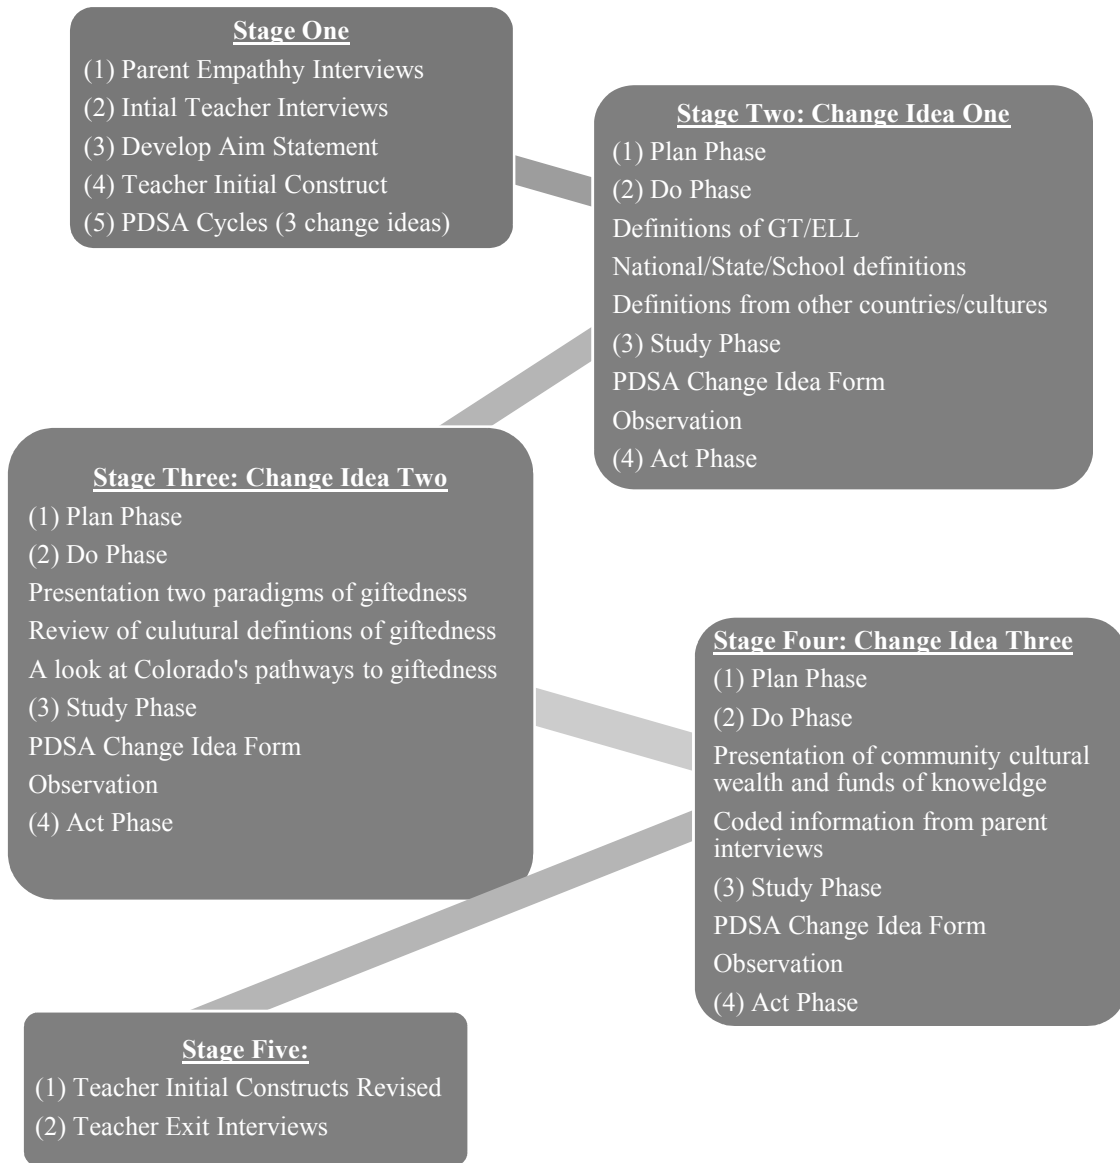 Stage One
(1) Parent Empathhy Interviews
(2) Intial Teacher Interviews
(3) Develop Aim Statement
(4) Teacher Initial Construct
(5) PDSA Cycles (3 change ideas)
Stage Two: Change Idea One
(1) Plan Phase
(2) Do Phase
Definitions of GT/ELL
National/State/School definitions
Definitions from other countries/cultures
(3) Study Phase
PDSA Change Idea Form
Observation
(4) Act Phase
Stage Three: Change Idea Two
(1) Plan Phase
(2) Do Phase
Presentation two paradigms of giftedness
Review of culutural defintions of giftedness
A look at Colorado's pathways to giftedness
(3) Study Phase
PDSA Change Idea Form
Observation
(4) Act Phase
Stage Four: Change Idea Three
(1) Plan Phase
(2) Do Phase
Presentation of community cultural
wealth and funds of knoweldge
Coded information from parent
interviews
(3) Study Phase
PDSA Change Idea Form
Observation
(4) Act Phase
Stage Five:
(1) Teacher Initial Constructs Revised
(2) Teacher Exit Interviews